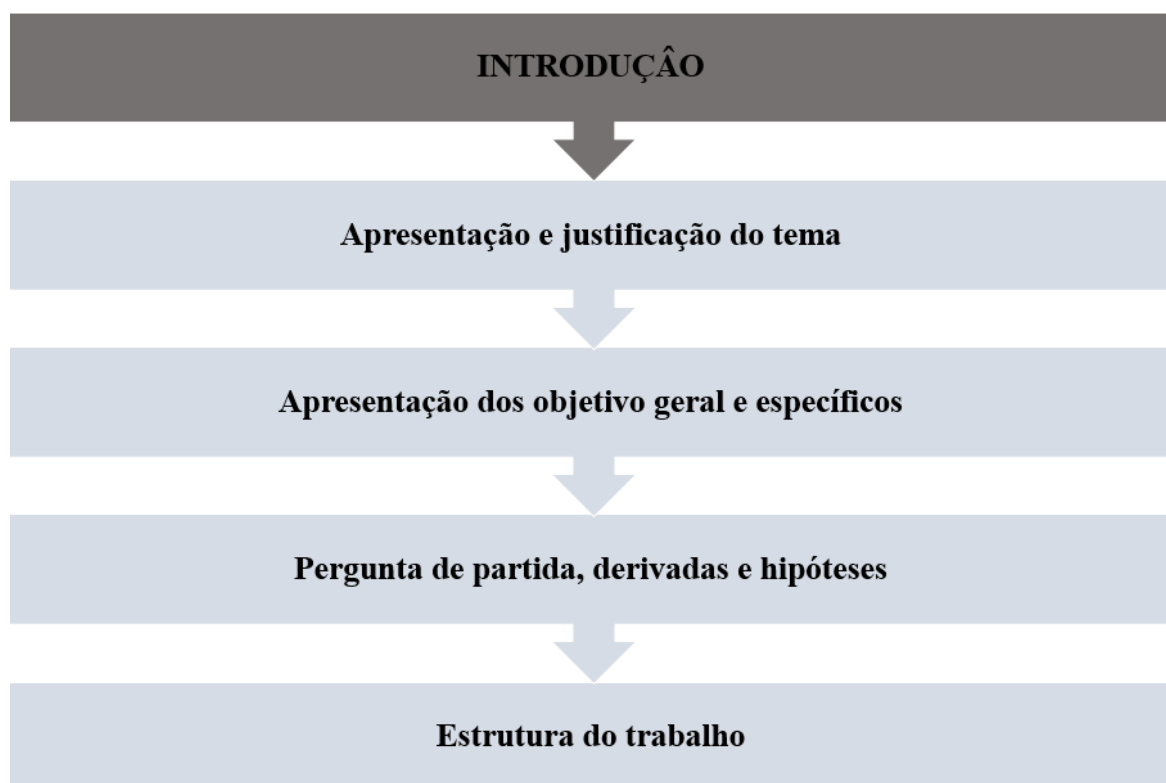 INTRODUÇÂO
Apresentação e justificação do tema
Apresentação dos objetivo geral e específicos
Pergunta de partida, derivadas e hipóteses
Estrutura do trabalho